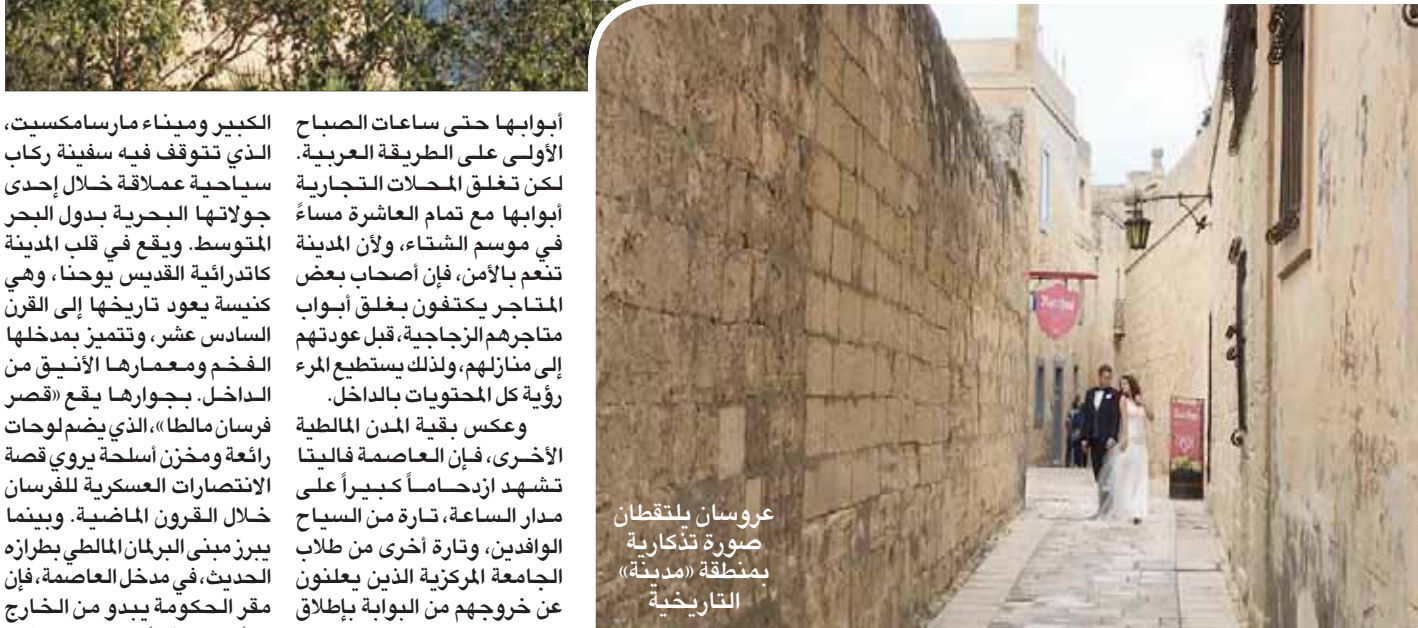 أبوابها حتى ساعات الصباح
الأولى على الطريقة العربية.
لكن تغلق المحلات التجارية
أبوابها مع تمام العاشرة مساءً
في موسم الشتاء، ولأن المدينة
تنعم بالأمن، فإن أصحاب بعض
المتاجر يكتفون بغلق أبواب
متاجرهم الزجاجية، قبل عودتهم
إلى منازلهم، ولذلك يستطيع المرء
رؤية كل المحتويات بالداخل.
وعكس بقية المدن المالطية
الأخرى، فإن العاصمة فاليتا
تشهد ازدحاماً كبيراً على
مدار الساعة، تارة من السياح
الوافدين، وتارة أخرى من طلاب
الجامعة المركزية الذين يعلنون
عن خروجهم من البوابة بإطلاق
الكبير وميناء مارسامكسيت،
الذي تتوقف فيه سفينة ركاب
سياحية عملاقة خلال إحدى
جولاتها البحرية بدول البحر
المتوسط. ويقع في قلب المدينة
كاتدرائية القديس يوحنا، وهي
كنيسة يعود تاريخها إلى القرن
السادس عشر، وتتميز بمدخلها
الفخم ومعمارها الأنيق من
الداخل. بجوارها يقع «قصر
فرسان مالطا»، الذي يضم لوحات
رائعة ومخزن أسلحة يروي قصة
الانتصارات العسكرية للفرسان
خلال القرون الماضية. وبينما
يبرز مبنى البرلمان المالطي بطرازه
الحديث، في مدخل العاصمة، فإن
مقر الحكومة يبدو من الخارج
عروسان يلتقطان
صورة تذكارية
بمنطقة «مدينة»
التاريخية